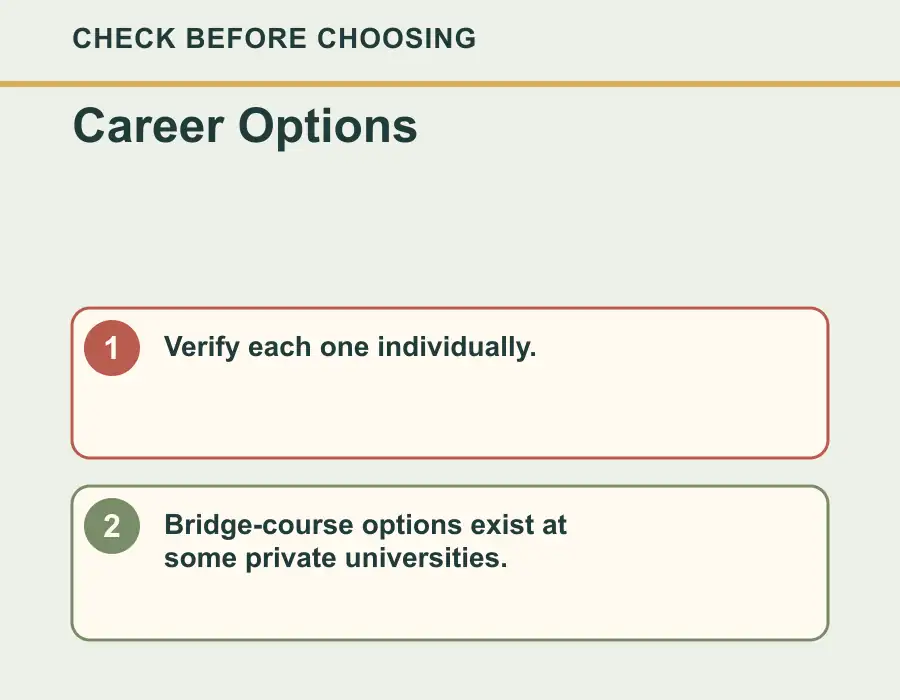 CHECK BEFORE CHOOSING
Career Options
1
Verify each one individually.
2
Bridge-course options exist at
some private universities.